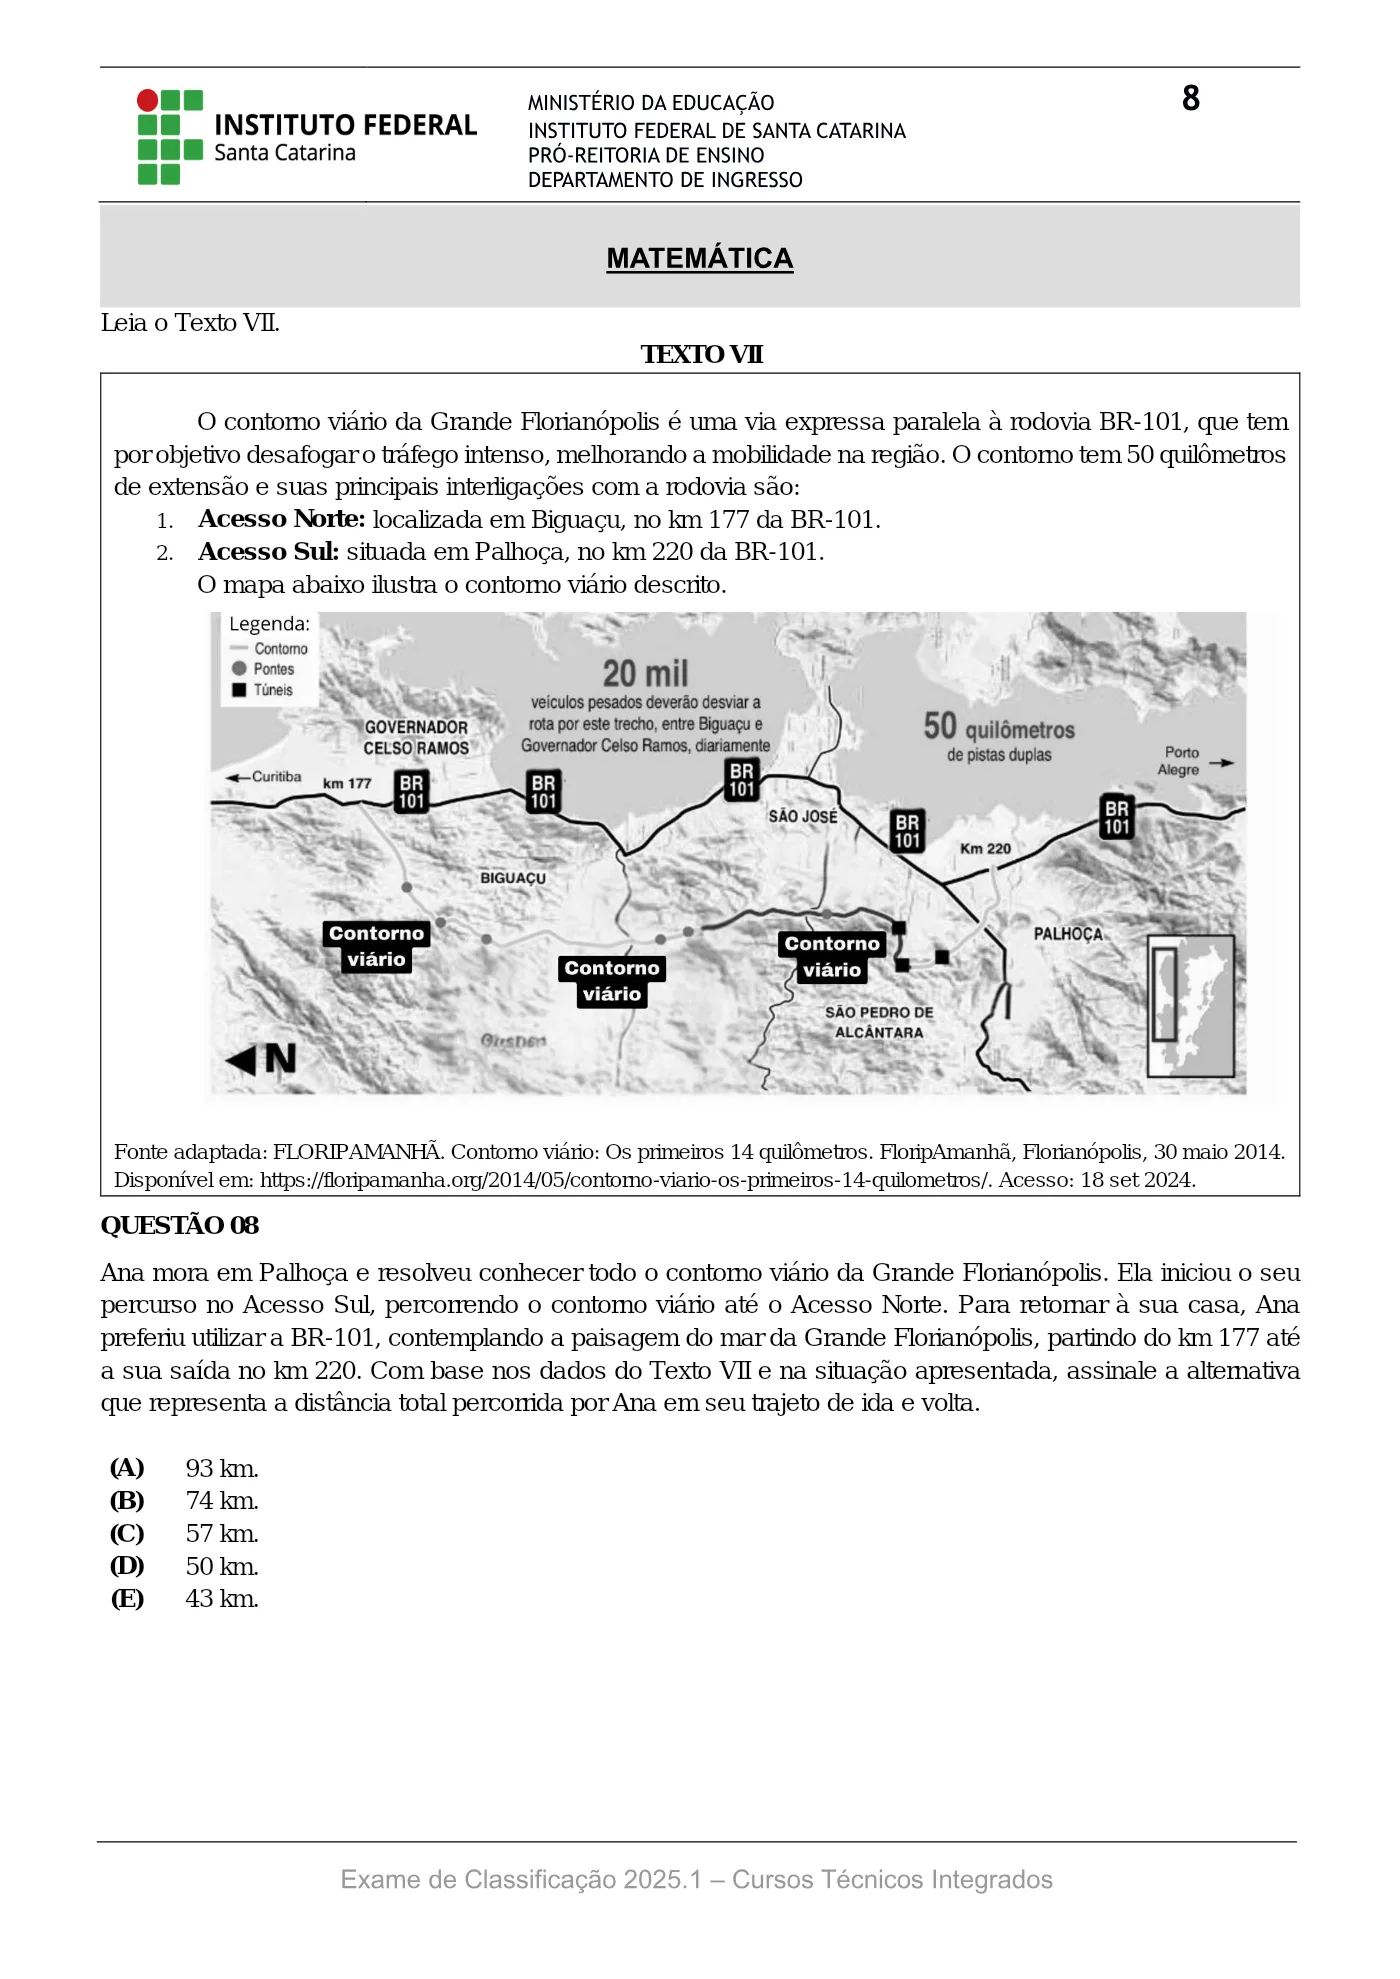 INSTITUTO FEDERAL
Santa Catarina
MINISTÉRIO DA EDUCAÇÃO
INSTITUTO FEDERAL DE SANTA CATARINA
PRÓ-REITORIA DE ENSINO
DEPARTAMENTO DE INGRESSO
8
MATEMÁTICA
Leia o Texto VII.
TEXTO VII
O contorno viário da Grande Florianópolis é uma via expressa paralela à rodovia BR-101, que tem
por objetivo desafogar o tráfego intenso, melhorando a mobilidade na região. O contorno tem 50 quilômetros
de extensão e suas principais interligações com a rodovia são:
1. Acesso Norte: localizada em Biguaçu, no km 177 da BR-101.
2. Acesso Sul: situada em Palhoça, no km 220 da BR-101.
O mapa abaixo ilustra o contorno viário descrito.
Legenda:
Contorno
Pontes
Túneis
20 mil
veículos pesados deverão desviar a
rota por este trecho, entre Biguaçu e
Governador Celso Ramos, diariamente
GOVERNADOR
CELSO RAMOS
50 quilômetros
de pistas duplas
Porto
Alegre
Curitiba
km 177
BR
101
BR
101
BR
101
SÃO JOSÉ
BR
101
Km 220
BR
101
BIGUAÇU
Contorno
viário
Contorno
viário
Contorno
viário
PALHOÇA
SÃO PEDRO DE
ALCÂNTARA
N
Fonte adaptada: FLORIPAMANHÃ. Contorno viário: Os primeiros 14 quilômetros. FloripAmanhã, Florianópolis, 30 maio 2014.
Disponível em: https://floripamanha.org/2014/05/contorno-viario-os-primeiros-14-quilometros/. Acesso: 18 set 2024.
QUESTÃO 08
Ana mora em Palhoça e resolveu conhecer todo o contorno viário da Grande Florianópolis. Ela iniciou o seu
percurso no Acesso Sul, percorrendo o contorno viário até o Acesso Norte. Para retornar à sua casa, Ana
preferiu utilizar a BR-101, contemplando a paisagem do mar da Grande Florianópolis, partindo do km 177 até
a sua saída no km 220. Com base nos dados do Texto VII e na situação apresentada, assinale a alternativa
que representa a distância total percorrida por Ana em seu trajeto de ida e volta.
(A) 93 km.
(B) 74 km.
(C) 57 km.
(D) 50 km.
(E) 43 km.
Exame de Classificação 2025.1 – Cursos Técnicos Integrados